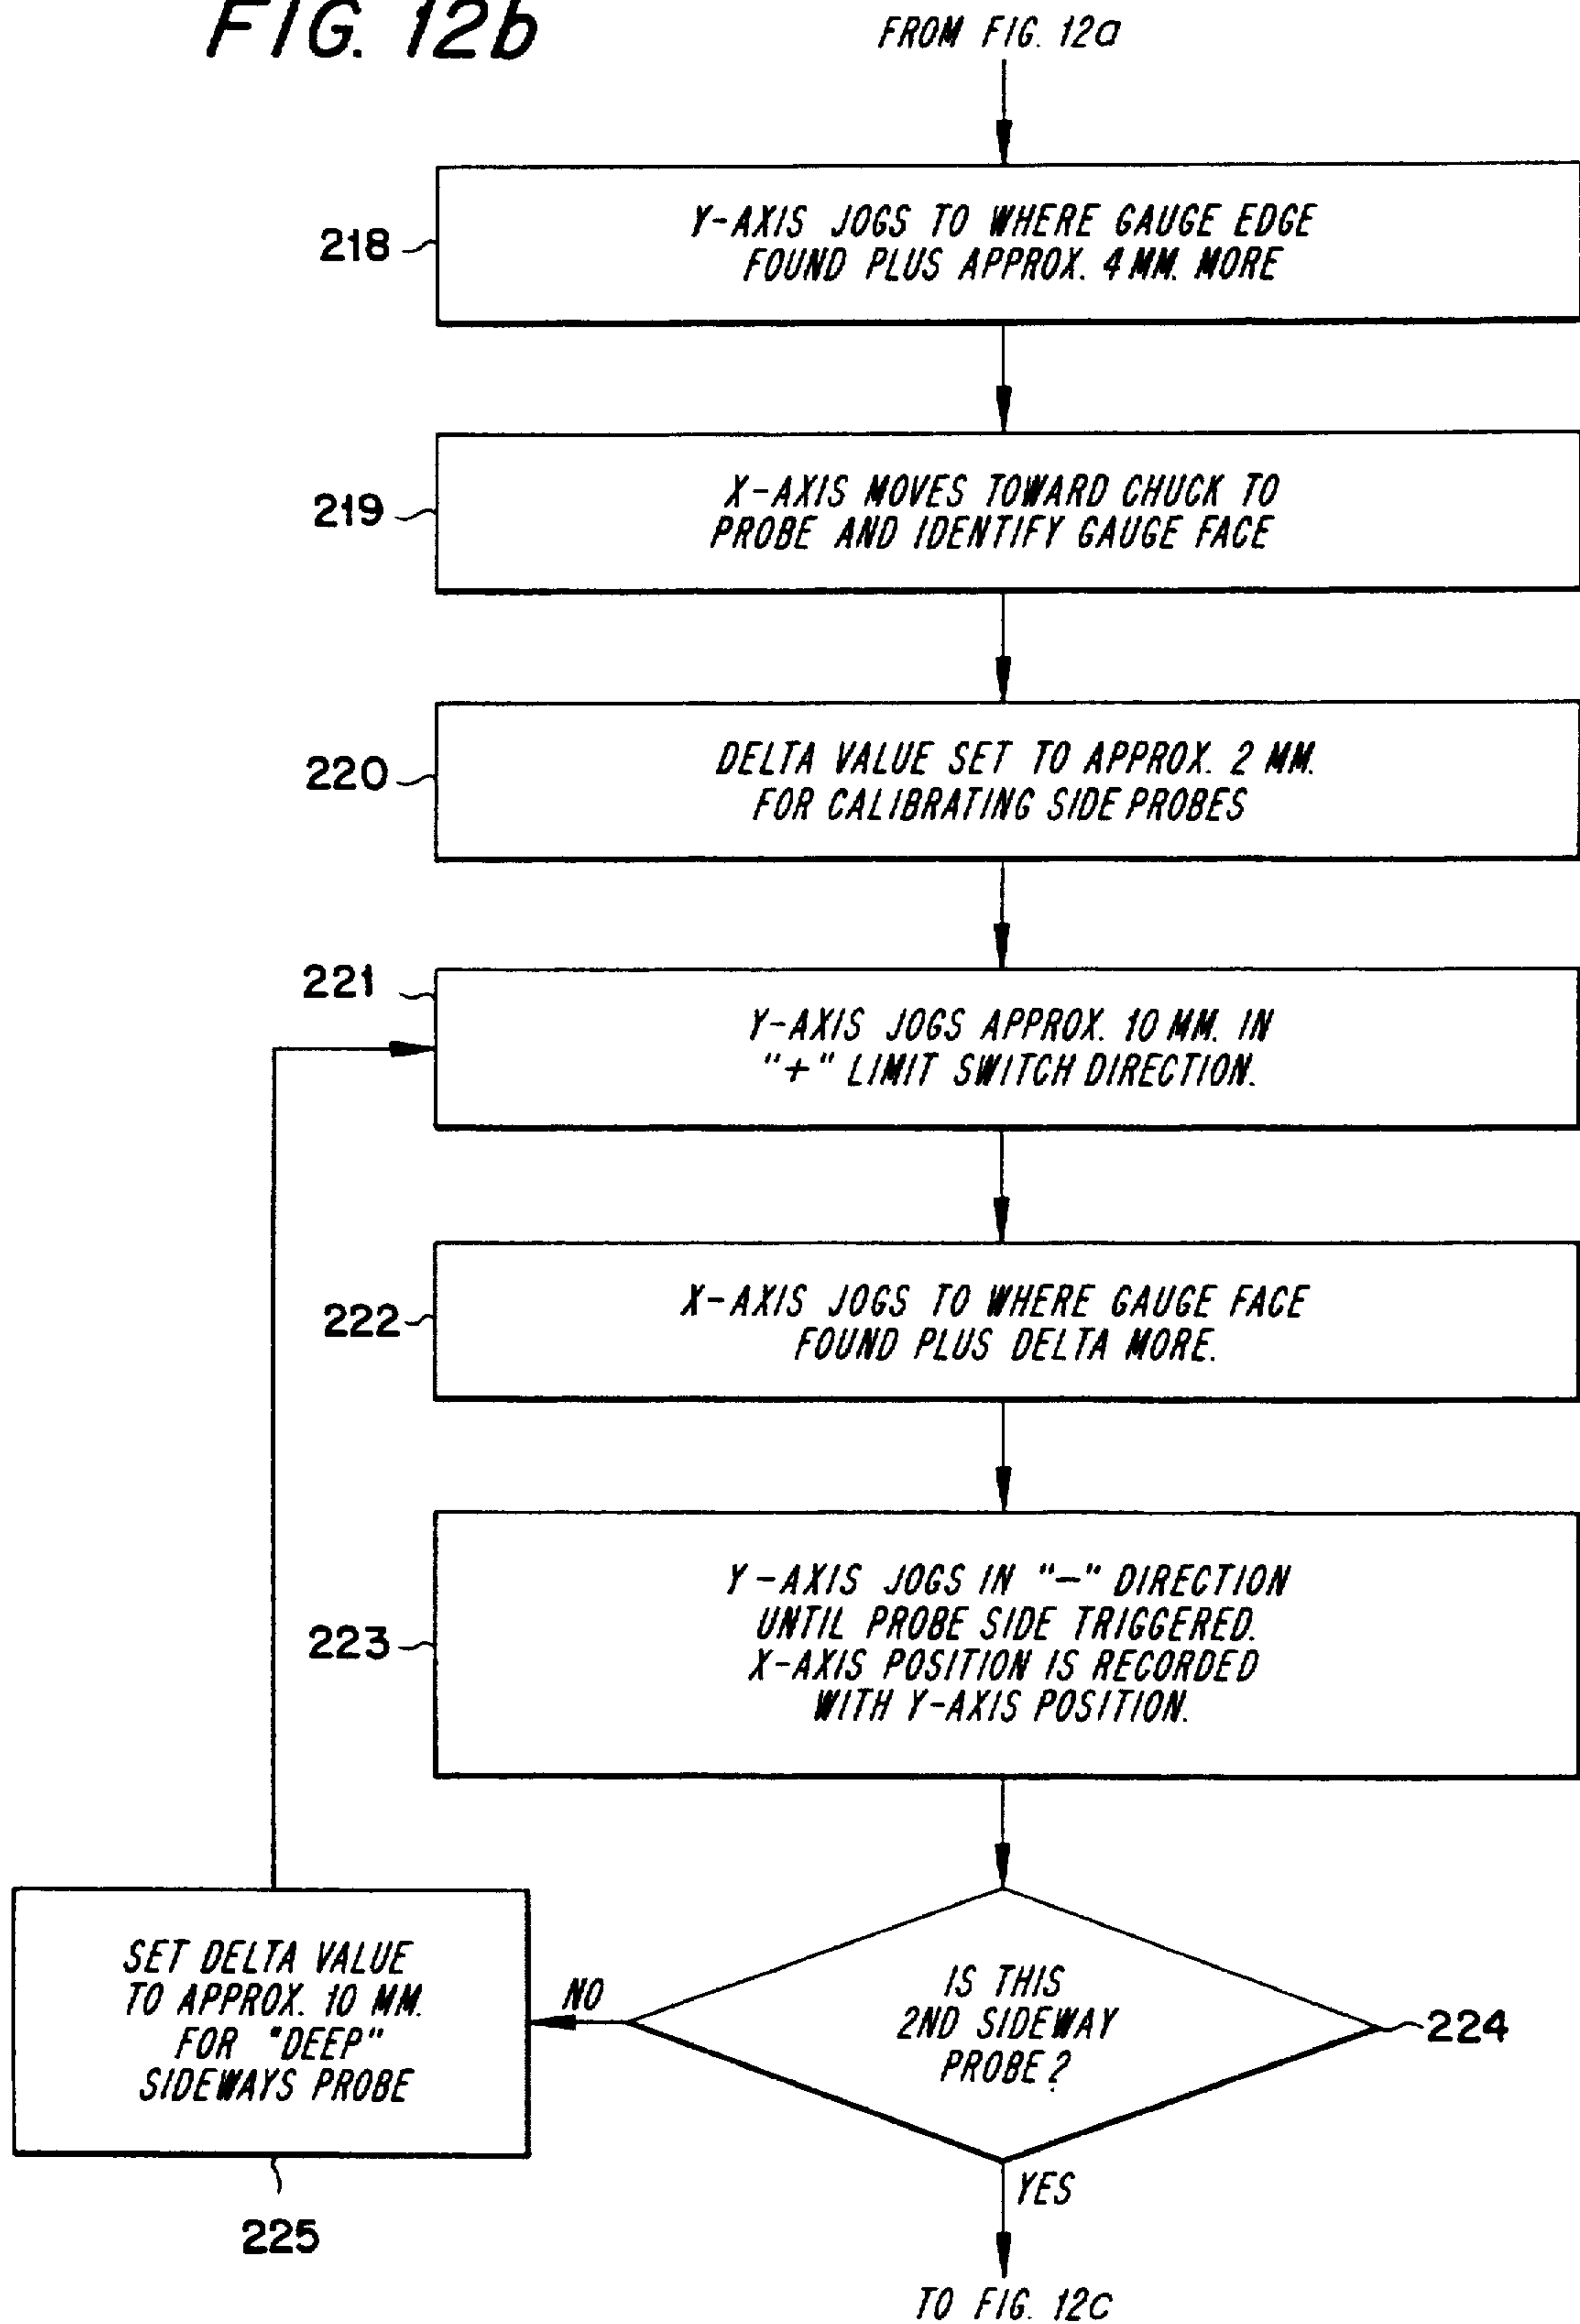 FIG. 12b
FROM FIG. 12a
218
Y-AXIS JOGS TO WHERE GAUGE EDGE
FOUND PLUS APPROX. 4 MM. MORE
219
X-AXIS MOVES TOWARD CHUCK TO
PROBE AND IDENTIFY GAUGE FACE
220
DELTA VALUE SET TO APPROX. 2 MM.
FOR CALIBRATING SIDE PROBES
221
Y-AXIS JOGS APPROX. 10 MM. IN
"+" LIMIT SWITCH DIRECTION.
222
X-AXIS JOGS TO WHERE GAUGE FACE
FOUND PLUS DELTA MORE.
223
Y-AXIS JOGS IN "-" DIRECTION
UNTIL PROBE SIDE TRIGGERED.
X-AXIS POSITION IS RECORDED
WITH Y-AXIS POSITION.
IS THIS
2ND SIDEWAY
PROBE?
224
NO
SET DELTA VALUE
TO APPROX. 10 MM.
FOR "DEEP"
SIDEWAYS PROBE
225
YES
TO FIG. 12c